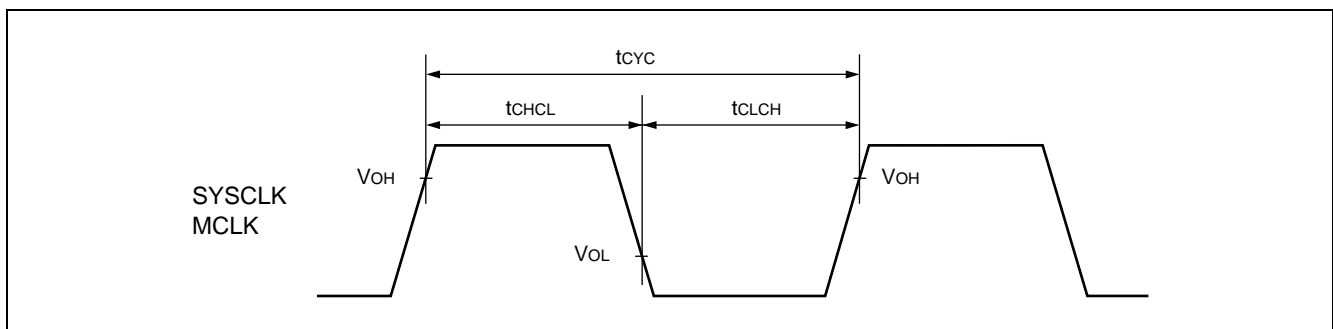 tCYC
tCHCL
tCLCH
VOH
VOH
SYSCLK
MCLK
VOL